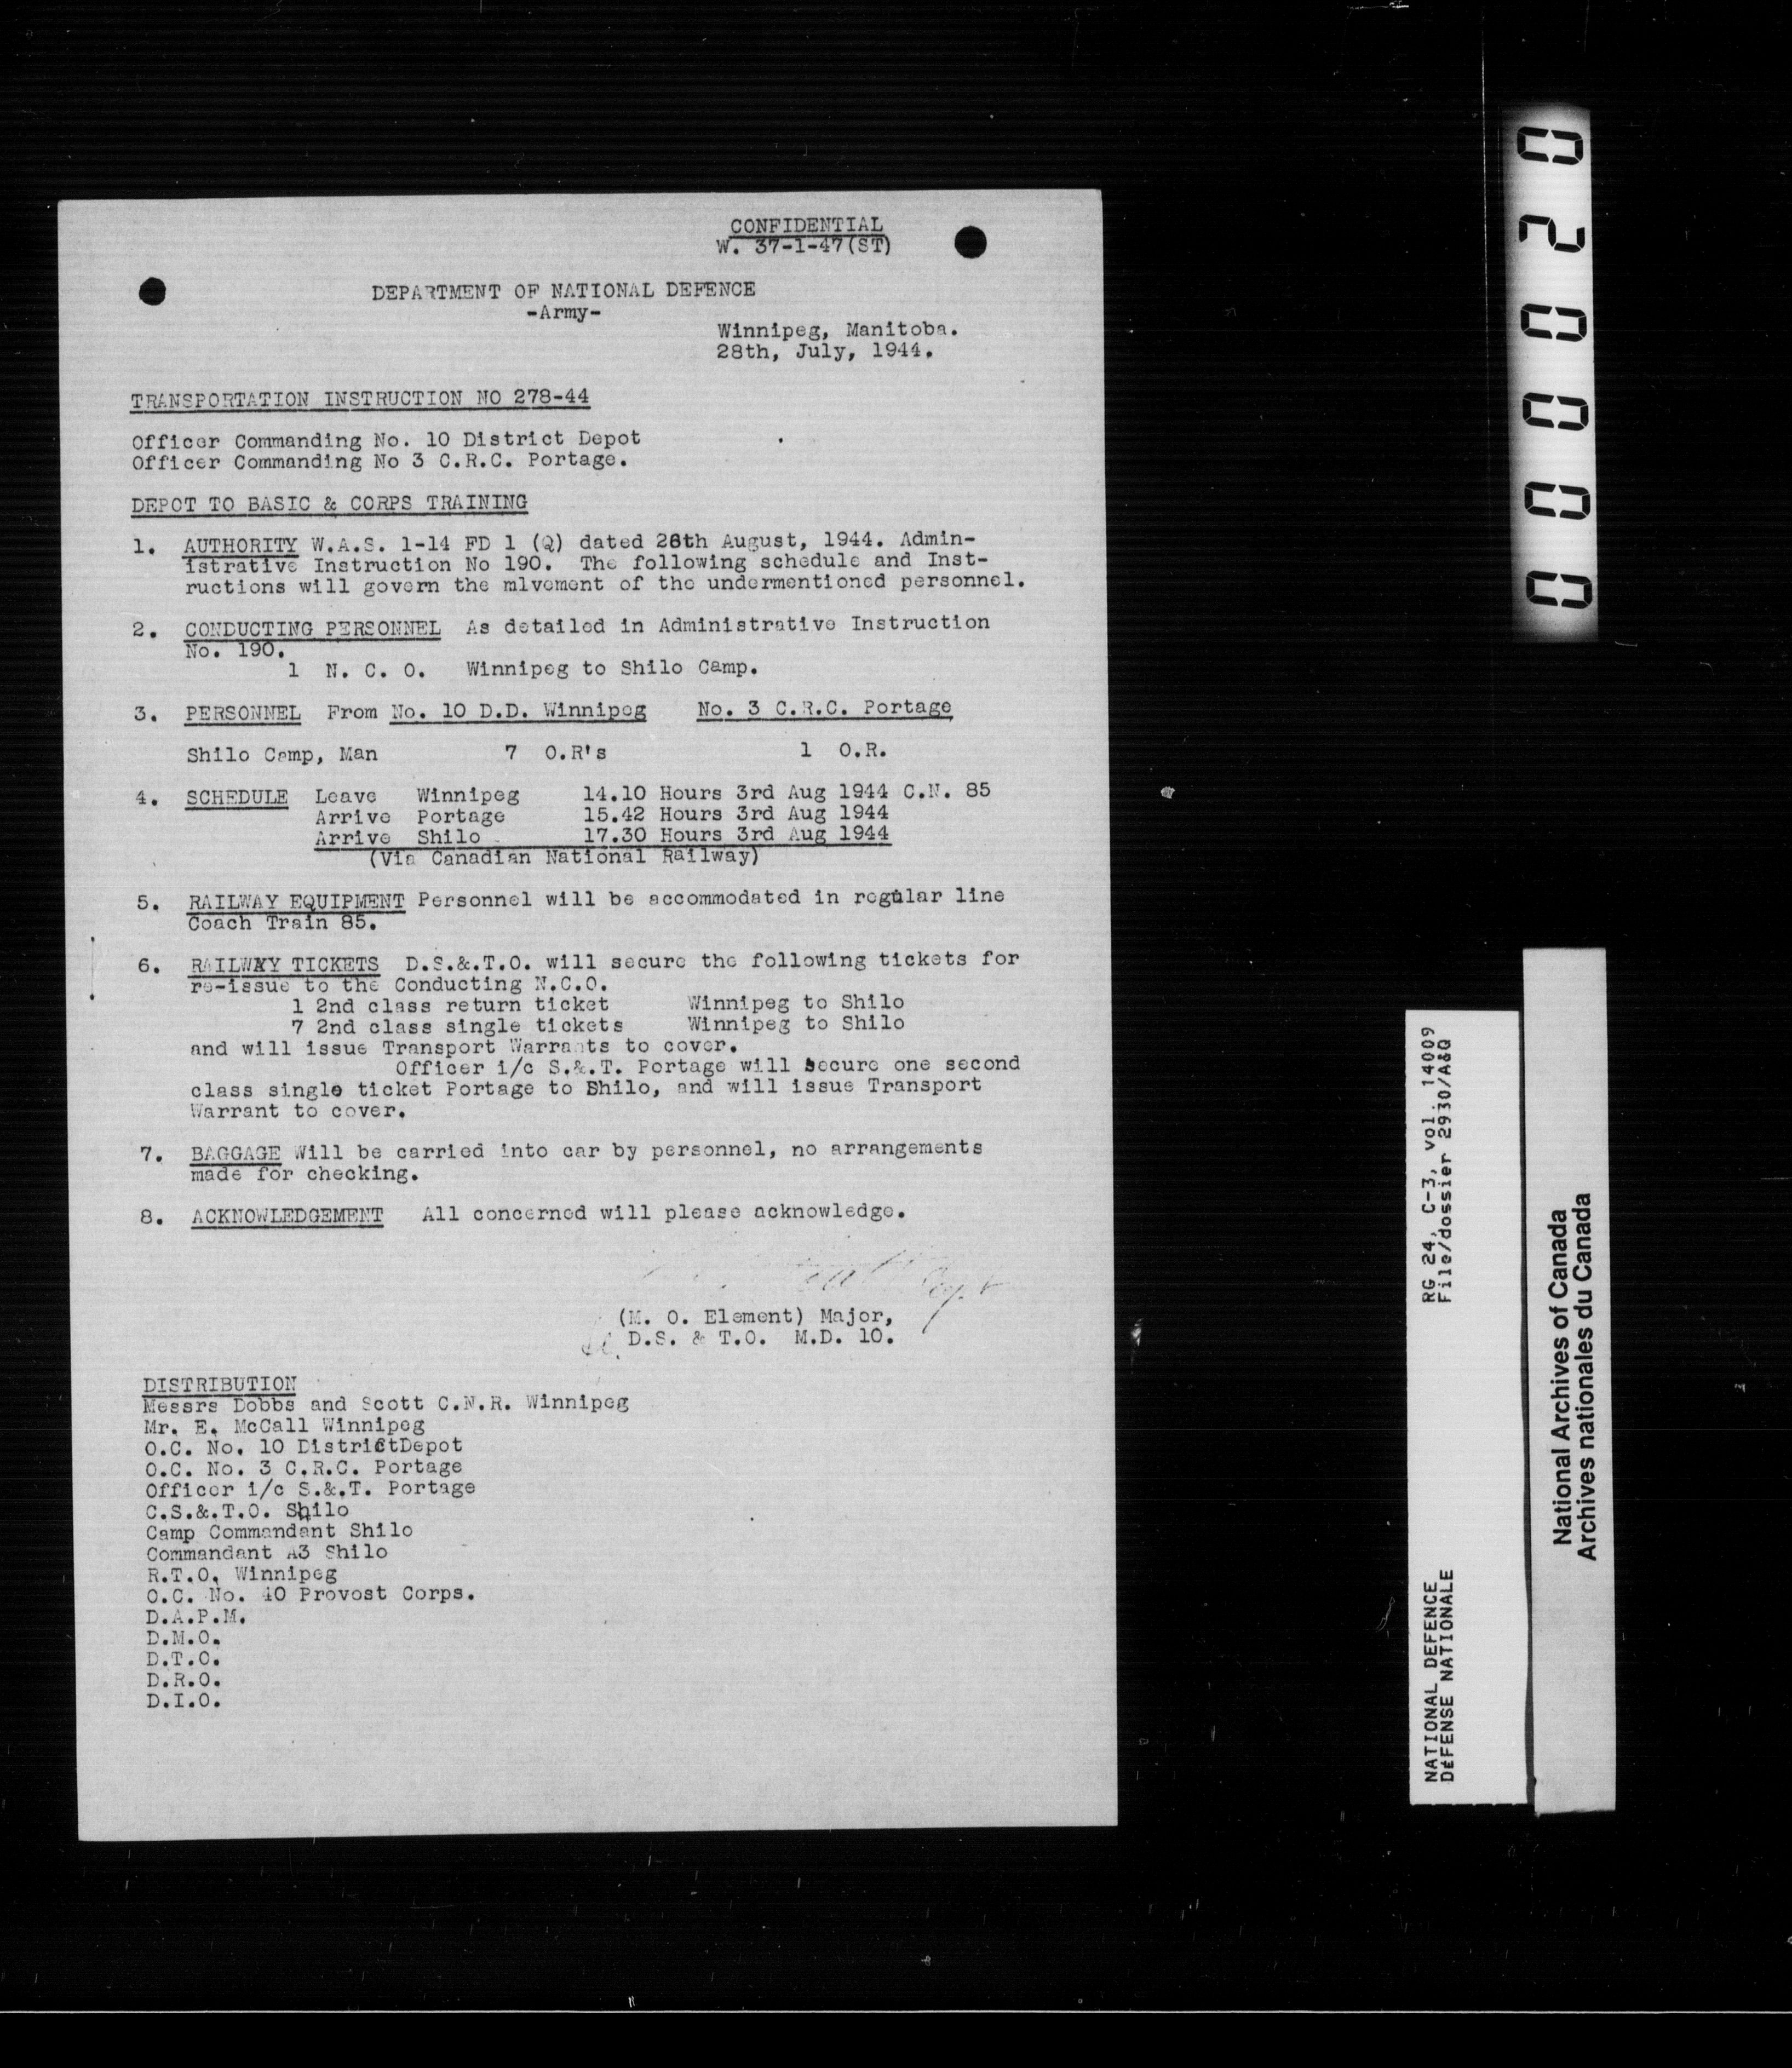 CONFIDENTIAL
W. 37-1-47(ST)
DEPARTMENT OF NATIONAL DEFENCE
-Army-
Winnipeg, Manitoba.
28th, July, 1944.
TRANSPORTATION INSTRUCTION NO 278-44
Officer Commanding No. 10 District Depot
Officer Commanding No 3 C.R.C. Portage.
DEPOT TO BASIC & CORPS TRAINING
1. AUTHORITY W.A.S. 1-14 FD 1 (Q) dated 26th August, 1944. Admin-
istrative Instruction No 190. The following schedule and Inst-
ructions will govern the mlvement of the undermentioned personnel.
2. CONDUCTING PERSONNEL As detailed in Administrative Instruction
No. 190.
1 N. C. O. Winnipeg to Shilo Camp.
3. PERSONNEL From No. 10 D.D. Winnipeg No. 3 C.R.C. Portage
Shilo Camp, Man 7 O.R's 1 O.R.
4. SCHEDULE Leave Winnipeg 14.10 Hours 3rd Aug 1944 C.N. 85
Arrive Portage 15.42 Hours 3rd Aug 1944
Arrive Shilo 17.30 Hours 3rd Aug 1944
(Via Canadian National Railway)
5. RAILWAY EQUIPMENT Personnel will be accommodated in regular line
Coach Train 85.
6. RAILWAY TICKETS D.S.&.T.O. will secure the following tickets for
re-issue to the Conducting N.C.O.
1 2nd class return ticket Winnipeg to Shilo
7 2nd class single tickets Winnipeg to Shilo
and will issue Transport Warrants to cover.
Officer i/c S.&.T. Portage will secure one second
class single ticket Portage to Shilo, and will issue Transport
Warrant to cover.
7. BAGGAGE Will be carried into car by personnel, no arrangements
made for checking.
8. ACKNOWLEDGEMENT All concerned will please acknowledge.
Capt
(M. O. Element) Major,
D.S. & T.O. M.D. 10.
DISTRIBUTION
Messrs Dobbs and Scott C.N.R. Winnipeg
Mr. E. McCall Winnipeg
O.C. No. 10 DistrictDepot
O.C. No. 3 C.R.C. Portage
Officer i/c S.&.T. Portage
C.S.&.T.O. Shilo
Camp Commandant Shilo
Commandant A3 Shilo
R.T.O. Winnipeg
O.C. No. 40 Provost Corps.
D.A.P.M.
D.M.O.
D.T.O.
D.R.O.
D.I.O.
000020
RG 24, C-3, vol. 14009
File/dossier 2930/A&Q
NATIONAL DEFENCE
DÉFENSE NATIONALE
National Archives of Canada
Archives nationales du Canada